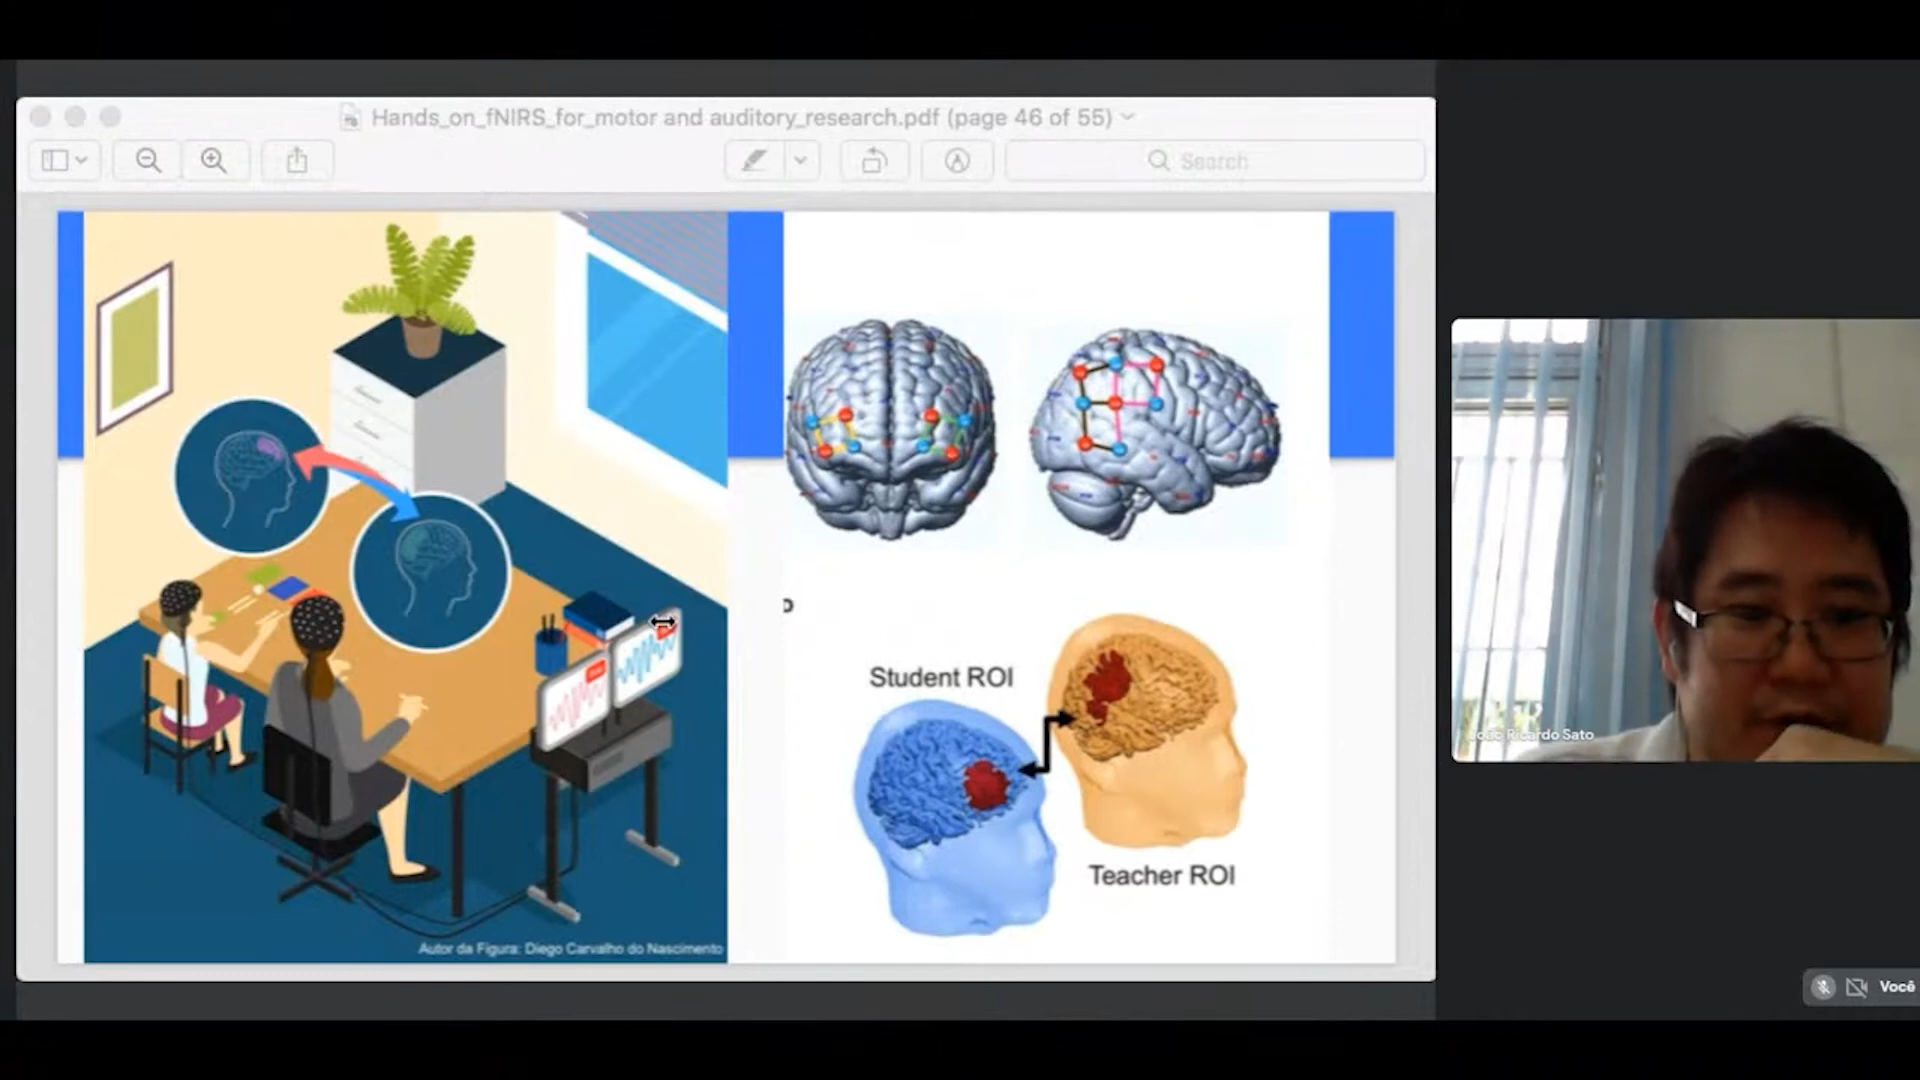 Hands_on_fNIRS_for_motor and auditory_research.pdf (page 46 of 55)
Search
Student ROI
Teacher ROI
Autor da Figura: Diego Carvalho do Nascimento
João Ricardo Sato
Você